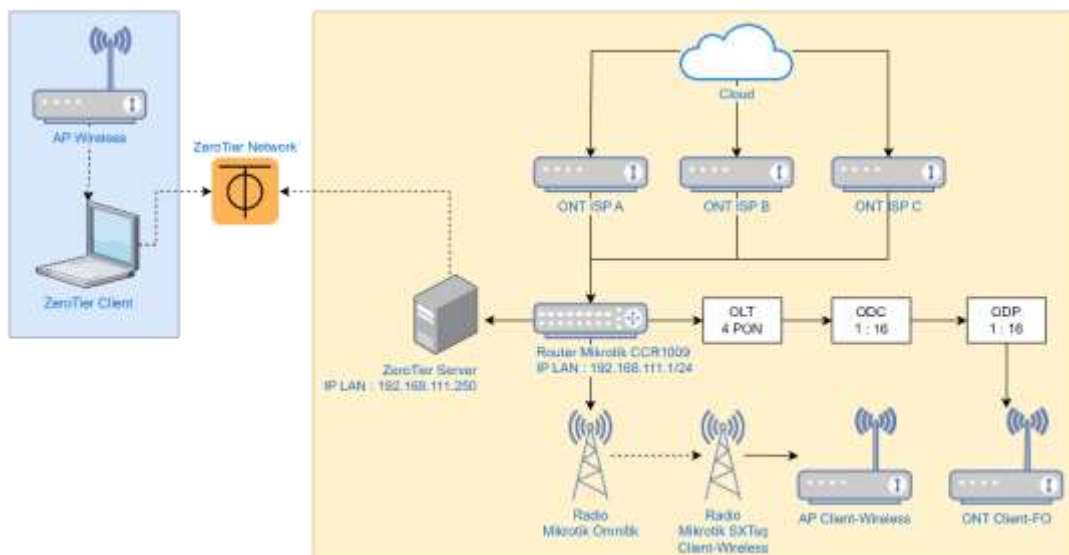 AP Wireless
ZeroTier Client
ZeroTier Network
Cloud
ONT ISP A
ONT ISP B
ONT ISP C
ZeroTier Server
IP LAN : 192.168.111.250
Router Mikrotik CCR1009
IP LAN : 192.168.111.1/24
OLT
4 PON
ODC
1 : 16
ODP
1 : 16
Radio
Mikrotik Omnitik
Radio
Mikrotik SXTsq
Client-Wireless
AP Client-Wireless
ONT Client-FO